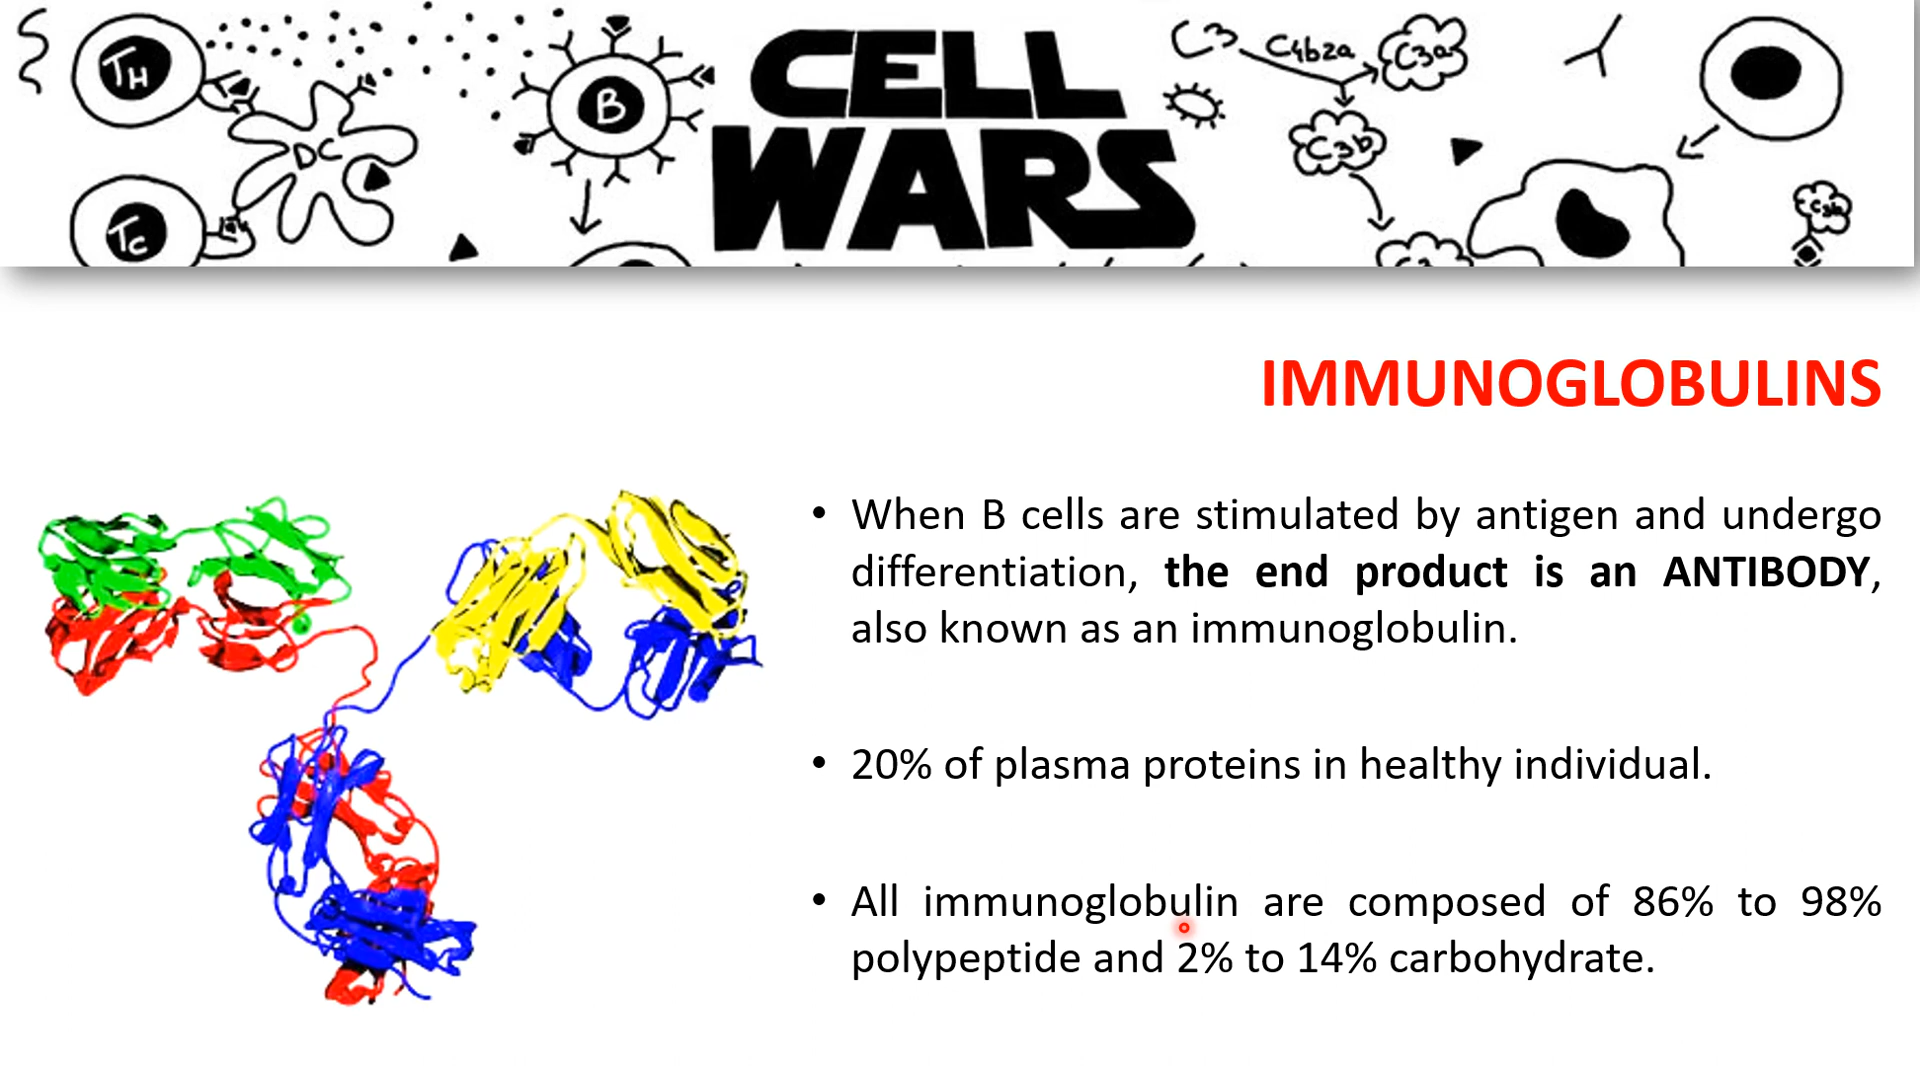 TH
DC
TC
B
CELL
WARS
C3
C4b2a
C3a
C3b
C3b
IMMUNOGLOBULINS
• When B cells are stimulated by antigen and undergo
differentiation, the end product is an ANTIBODY,
also known as an immunoglobulin.
• 20% of plasma proteins in healthy individual.
• All immunoglobulin are composed of 86% to 98%
polypeptide and 2% to 14% carbohydrate.